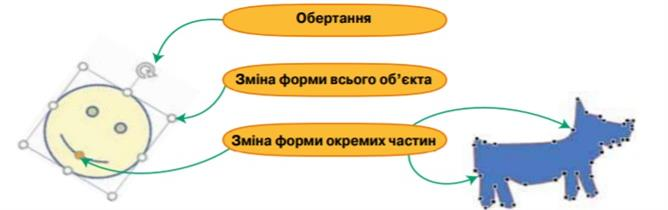 Обертання
Зміна форми всього об’єкта
Зміна форми окремих частин